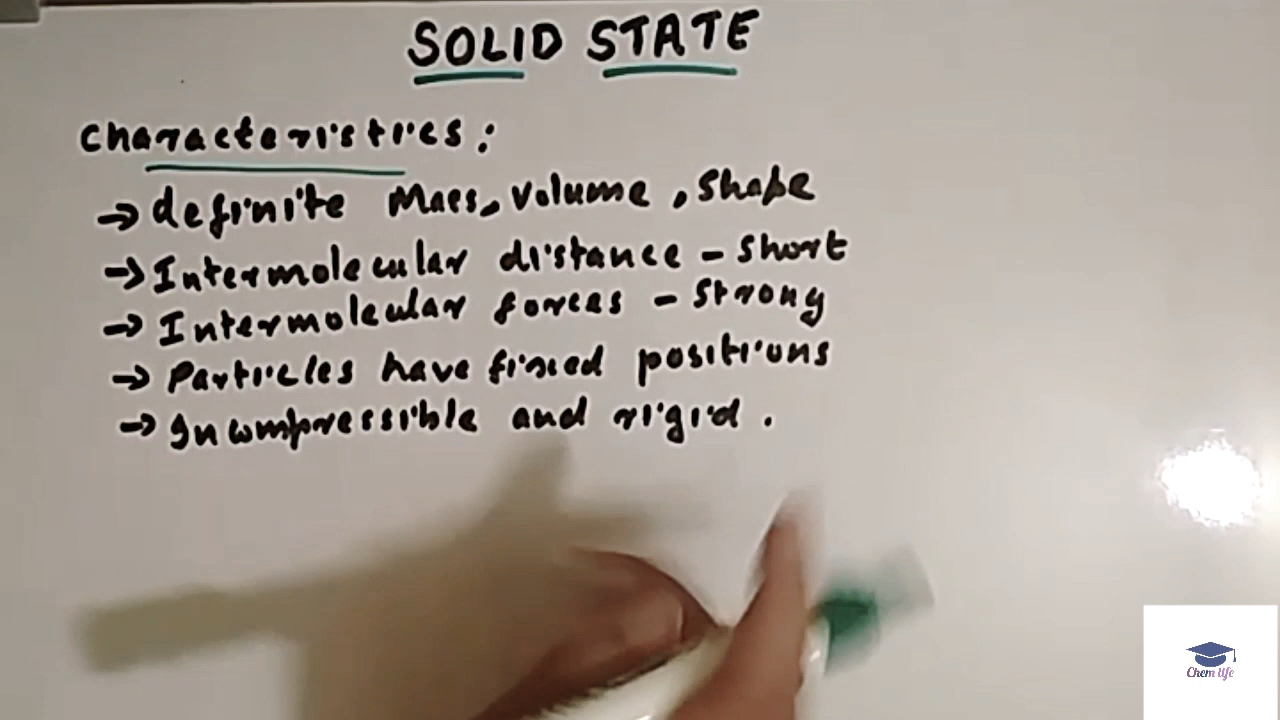 SOLID STATE
Characteristics:
→ definite Mass, Volume, Shape
→ Intermolecular distance - Short
→ Intermolecular forces - Strong
→ Particles have fixed positions
→ Incompressible and rigid.
Chem life